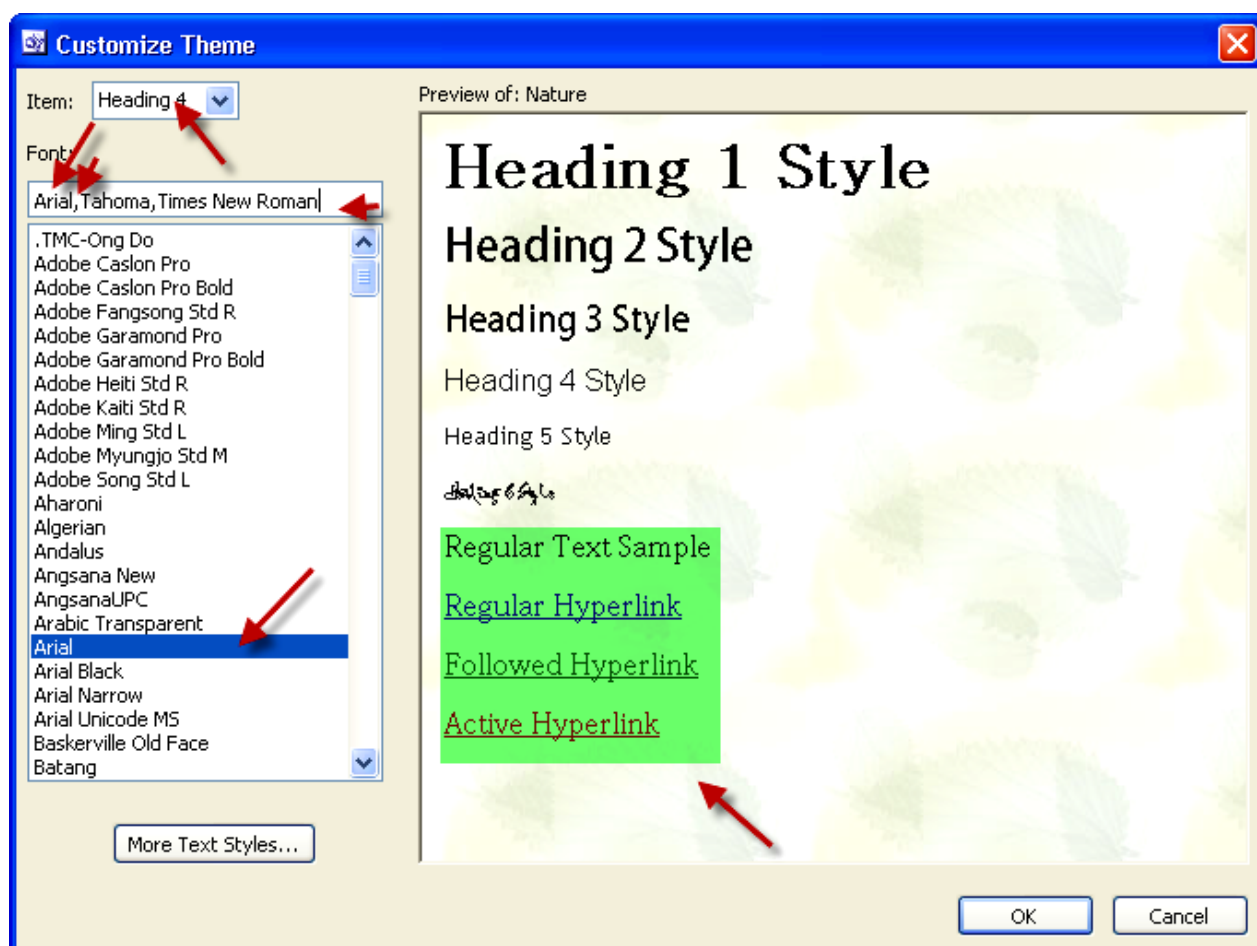 Customize Theme
Item: Heading 4
Font:
Arial,Tahoma,Times New Roman
.TMC-Ong Do
Adobe Caslon Pro
Adobe Caslon Pro Bold
Adobe Fangsong Std R
Adobe Garamond Pro
Adobe Garamond Pro Bold
Adobe Heiti Std R
Adobe Kaiti Std R
Adobe Ming Std L
Adobe Myungjo Std M
Adobe Song Std L
Aharoni
Algerian
Andalus
Angsana New
AngsanaUPC
Arabic Transparent
Arial
Arial Black
Arial Narrow
Arial Unicode MS
Baskerville Old Face
Batang
More Text Styles...
Preview of: Nature
Heading 1 Style
Heading 2 Style
Heading 3 Style
Heading 4 Style
Heading 5 Style
Heading 6 Style
Regular Text Sample
Regular Hyperlink
Followed Hyperlink
Active Hyperlink
OK
Cancel